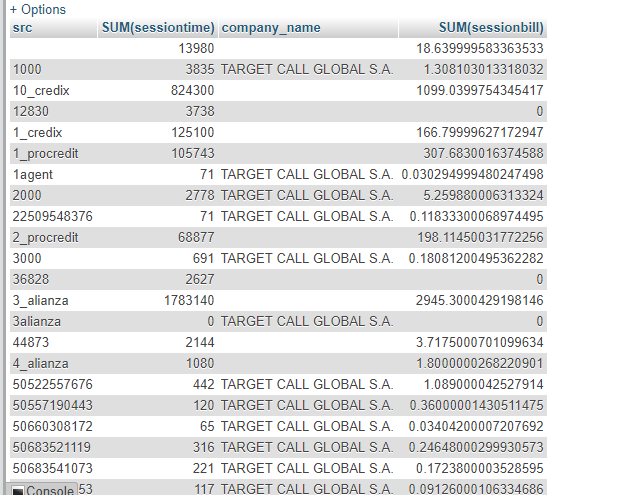 + Options
src SUM(sessiontime) company_name SUM(sessionbill)
13980 18.639999583363533
1000 3835 TARGET CALL GLOBAL S.A. 1.308103013318032
10_credix 824300 1099.0399754345417
12830 3738 0
1_credix 125100 166.79999627172947
1_procredit 105743 307.6830016374588
1agent 71 TARGET CALL GLOBAL S.A. 0.030294999480247498
2000 2778 TARGET CALL GLOBAL S.A. 5.259880006313324
22509548376 71 TARGET CALL GLOBAL S.A. 0.11833300068974495
2_procredit 68877 198.11450031772256
3000 691 TARGET CALL GLOBAL S.A. 0.18081200495362282
36828 2627 0
3_alianza 1783140 2945.3000429198146
3alianza 0 TARGET CALL GLOBAL S.A. 0
44873 2144 3.7175000701099634
4_alianza 1080 1.8000000268220901
50522557676 442 TARGET CALL GLOBAL S.A. 1.089000042527914
50557190443 120 TARGET CALL GLOBAL S.A. 0.36000001430511475
50660308172 65 TARGET CALL GLOBAL S.A. 0.03404200007207692
50683521119 316 TARGET CALL GLOBAL S.A. 0.24648000299930573
50683541073 221 TARGET CALL GLOBAL S.A. 0.1723800003528595
Console 53 117 TARGET CALL GLOBAL S.A. 0.09126000106334686